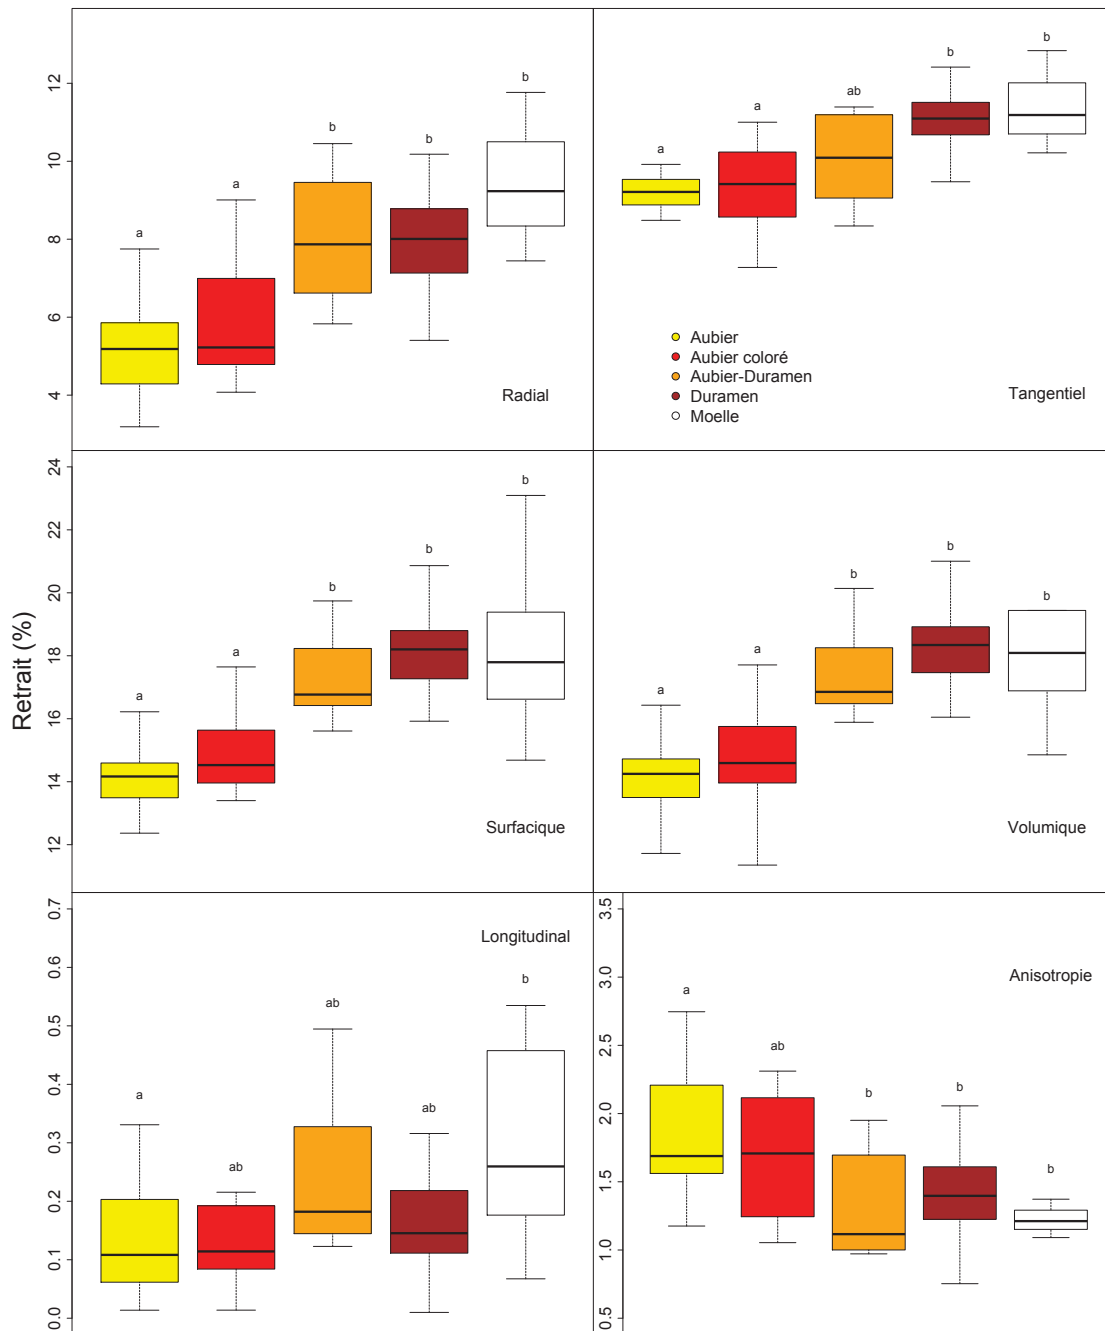 Retrait (%)
12
10
8
6
4
a
a
b
b
b
Radial
a
a
ab
b
b
Aubier
Aubier coloré
Aubier-Duramen
Duramen
Moelle
Tangentiel
24
22
20
18
16
14
12
a
a
b
b
b
Surfacique
a
a
b
b
b
Volumique
0.7
0.6
0.5
0.4
0.3
0.2
0.1
0.0
Longitudinal
a
ab
ab
ab
b
3.5
3.0
2.5
2.0
1.5
1.0
0.5
Anisotropie
a
ab
b
b
b